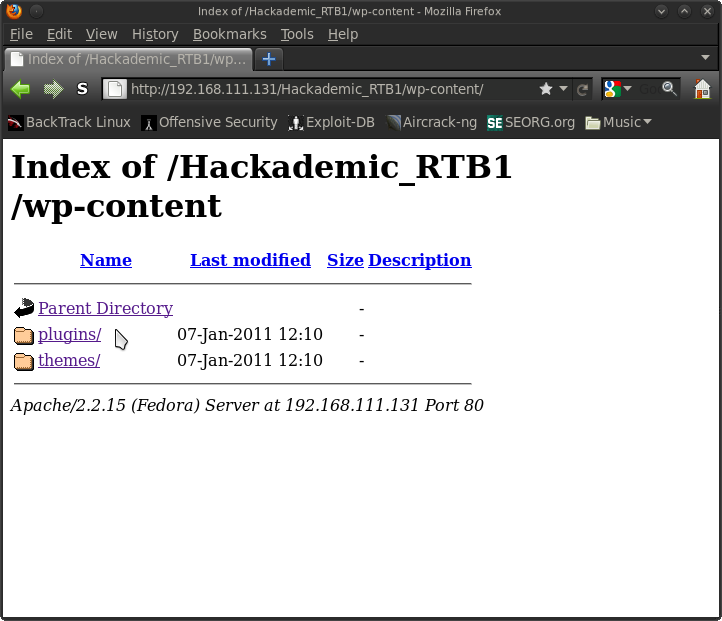 Index of /Hackademic_RTB1/wp-content - Mozilla Firefox
File Edit View History Bookmarks Tools Help
Index of /Hackademic_RTB1/wp...
S http://192.168.111.131/Hackademic_RTB1/wp-content/
BackTrack Linux Offensive Security Exploit-DB Aircrack-ng SE SEORG.org Music
Index of /Hackademic_RTB1
/wp-content
Name Last modified Size Description
Parent Directory -
plugins/ 07-Jan-2011 12:10 -
themes/ 07-Jan-2011 12:10 -
Apache/2.2.15 (Fedora) Server at 192.168.111.131 Port 80